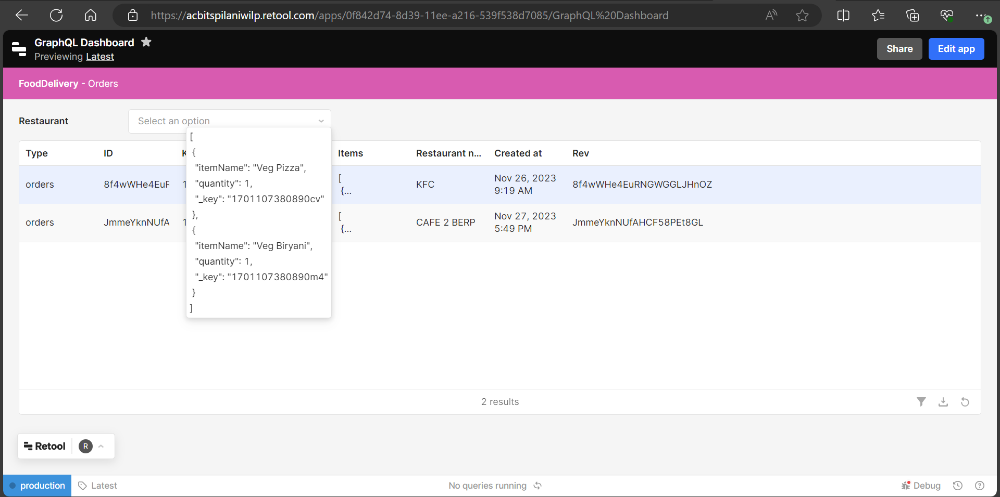 https://acbitspilaniwilp.retool.com/apps/0f842d74-8d39-11ee-a216-539f538d7085/GraphQL%20Dashboard
GraphQL Dashboard
Previewing Latest
Share
Edit app
FoodDelivery - Orders
Restaurant
Select an option
Type ID K Items Restaurant n... Created at Rev
orders 8f4wWHe4EuR 1 [ {... KFC Nov 26, 2023 9:19 AM 8f4wWHe4EuRNGWGGLJHnOZ
orders JmmeYknNUfA 1 [ {... CAFE 2 BERP Nov 27, 2023 5:49 PM JmmeYknNUfAHCF58PEt8GL
[
{
"itemName": "Veg Pizza",
"quantity": 1,
"_key": "1701107380890cv"
},
{
"itemName": "Veg Biryani",
"quantity": 1,
"_key": "1701107380890m4"
}
]
2 results
Retool R
production
Latest
No queries running
Debug